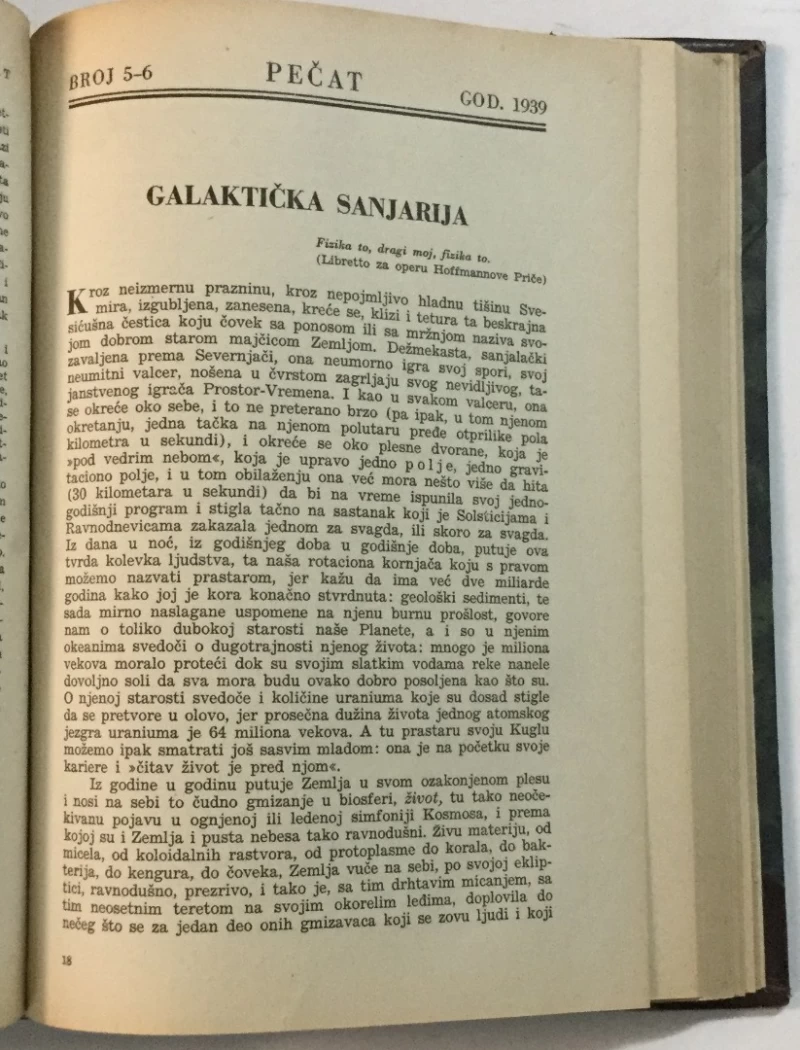 BROJ 5-6 PEČAT GOD. 1939
GALAKTIČKA SANJARIJA
Fizika to, dragi moj, fizika to.
(Libretto za operu Hoffmannove Priče)
Kroz neizmernu prazninu, kroz nepojmljivo hladnu tišinu Sve-
mira, izgubljena, zanesena, kreće se, klizi i tetura ta beskrajna
sićušna čestica koju čovek sa ponosom ili sa mržnjom naziva svo-
jom dobrom starom majčicom Zemljom. Dežmekasta, sanjalački
zavaljena prema Severnjači, ona neumorno igra svoj spori, svoj
neumitni valcer, nošena u čvrstom zagrljaju svog nevidljivog, ta-
janstvenog igrača Prostor-Vremena. I kao u svakom valceru, ona
se okreće oko sebe, i to ne preterano brzo (pa ipak, u tom njenom
okretanju, jedna tačka na njenom polutaru pređe otprilike pola
kilometra u sekundi), i okreće se oko plesne dvorane, koja je
»pod vedrim nebom«, koja je upravo jedno polje, jedno gravi-
taciono polje, i u tom obilaženju ona već mora nešto više da hita
(30 kilometara u sekundi) da bi na vreme ispunila svoj jedno-
godišnji program i stigla tačno na sastanak koji je Solsticijama i
Ravnodnevicama zakazala jednom za svagda, ili skoro za svagda.
Iz dana u noć, iz godišnjeg doba u godišnje doba, putuje ova
tvrda kolevka ljudstva, ta naša rotaciona kornjača koju s pravom
možemo nazvati prastarom, jer kažu da ima već dve miliarde
godina kako joj je kora konačno stvrdnuta: geološki sedimenti, te
sada mirno naslagane uspomene na njenu burnu prošlost, govore
nam o toliko dubokoj starosti naše Planete, a i so u njenim
okeanima svedoči o dugotrajnosti njenog života: mnogo je miliona
vekova moralo proteći dok su svojim slatkim vodama reke nanele
dovoljno soli da sva mora budu ovako dobro posoljena kao što su.
O njenoj starosti svedoče i količine uraniuma koje su dosad stigle
da se pretvore u olovo, jer prosečna dužina života jednog atomskog
jezgra uraniuma je 64 miliona vekova. A tu prastaru svoju Kuglu
možemo ipak smatrati još sasvim mladom: ona je na početku svoje
kariere i »čitav život je pred njom«.
Iz godine u godinu putuje Zemlja u svom ozakonjenom plesu
i nosi na sebi to čudno gmizanje u biosferi, život, tu tako neoče-
kivanu pojavu u ognjenoj ili ledenoj simfoniji Kosmosa, i prema
kojoj su i Zemlja i pusta nebesa tako ravnodušni. Živu materiju, od
micela, od koloidalnih rastvora, od protoplasme do korala, do bak-
terija, do kengura, do čoveka, Zemlja vuče na sebi, po svojoj eklip-
tici, ravnodušno, prezrivo, i tako je, sa tim drhtavim micanjem, sa
tim neosetnim teretom na svojim okorelim leđima, doplovila do
nečeg što se za jedan deo onih gmizavaca koji se zovu ljudi i koji
18